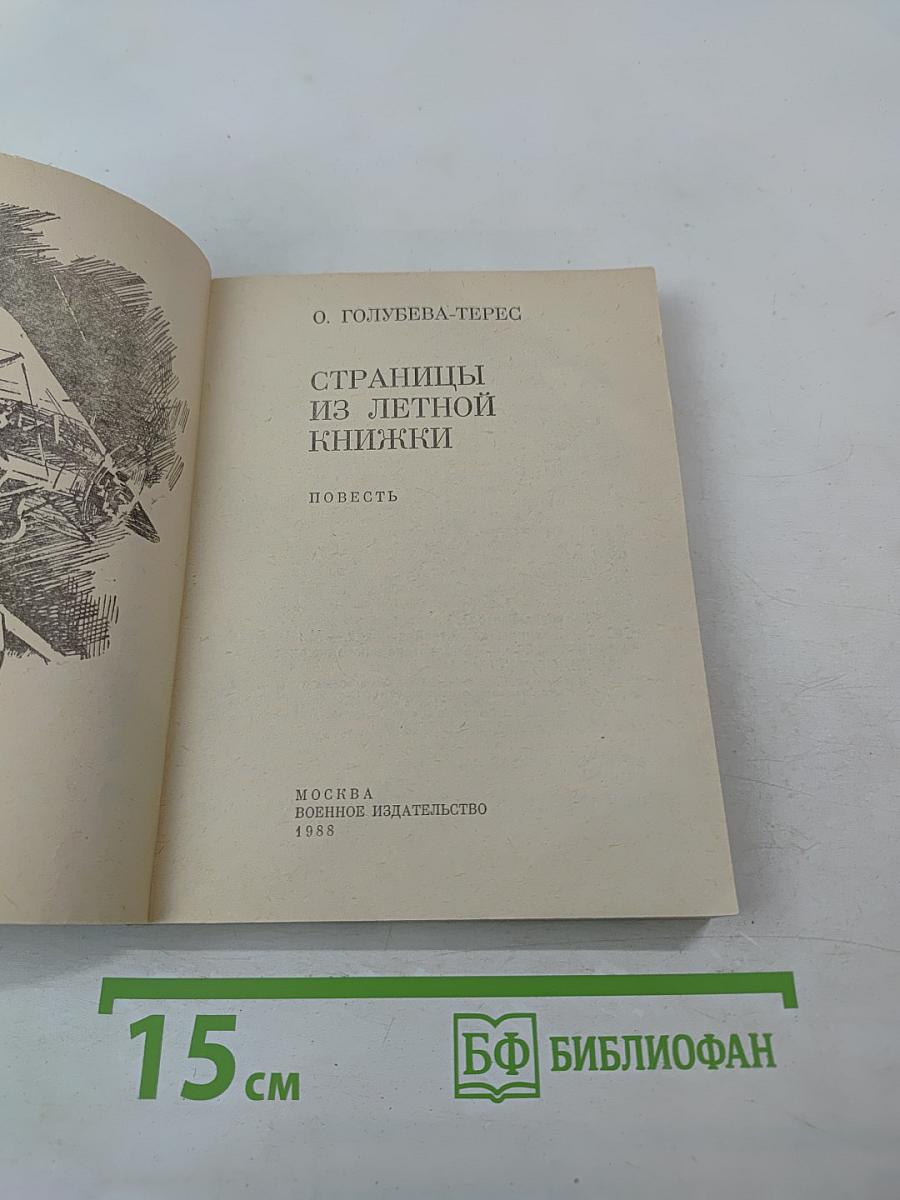 О. ГОЛУБЕВА-ТЕРЕС
СТРАНИЦЫ
ИЗ ЛЕТНОЙ
КНИЖКИ
ПОВЕСТЬ
МОСКВА
ВОЕННОЕ ИЗДАТЕЛЬСТВО
1988
15 см
БФ БИБЛИОФАН